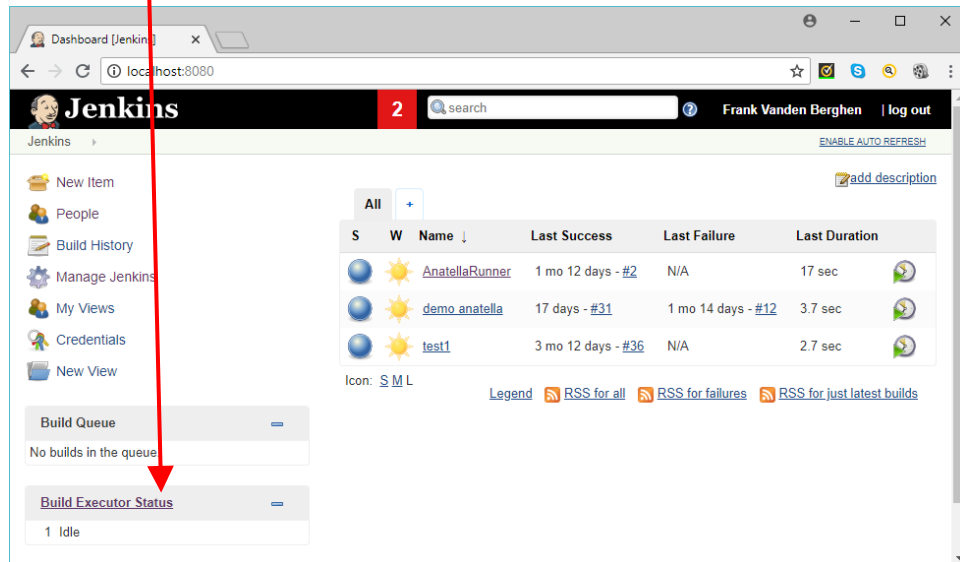 Dashboard [Jenkins]
localhost:8080
Jenkins 2 search Frank Vanden Berghen | log out
Jenkins ENABLE AUTO REFRESH
New Item
People
Build History
Manage Jenkins
My Views
Credentials
New View
Build Queue
No builds in the queue.
Build Executor Status
1 Idle
add description
All +
S W Name ↓ Last Success Last Failure Last Duration
AnatellaRunner 1 mo 12 days - #2 N/A 17 sec
demo anatella 17 days - #31 1 mo 14 days - #12 3.7 sec
test1 3 mo 12 days - #36 N/A 2.7 sec
Icon: S M L
Legend RSS for all RSS for failures RSS for just latest builds